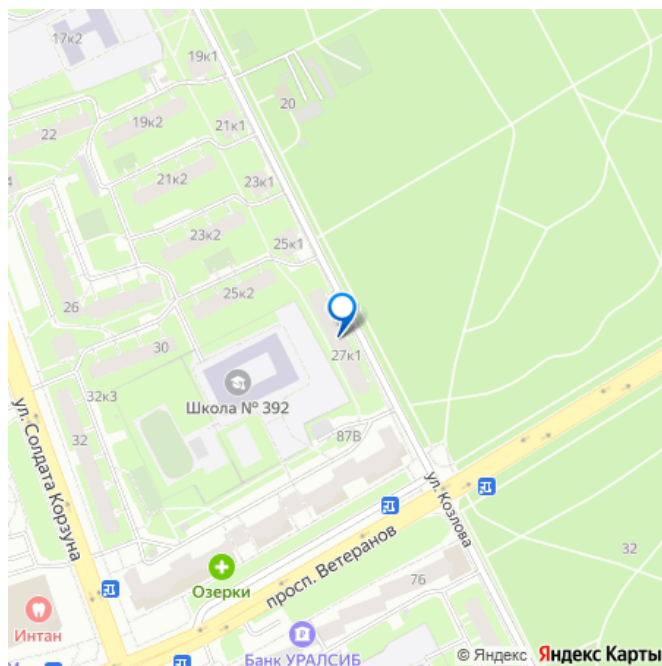 17к2
19к1
20
19к2
21к1
22
21к2
23к1
23к2
25к1
25к2
26
30
27к1
Школа № 392
32к3
32
87В
ул. Солдата Корзуна
ул. Козлова
просп. Ветеранов
32
76
Озерки
Интан
Банк УРАЛСИБ
© Яндекс Яндекс Карты